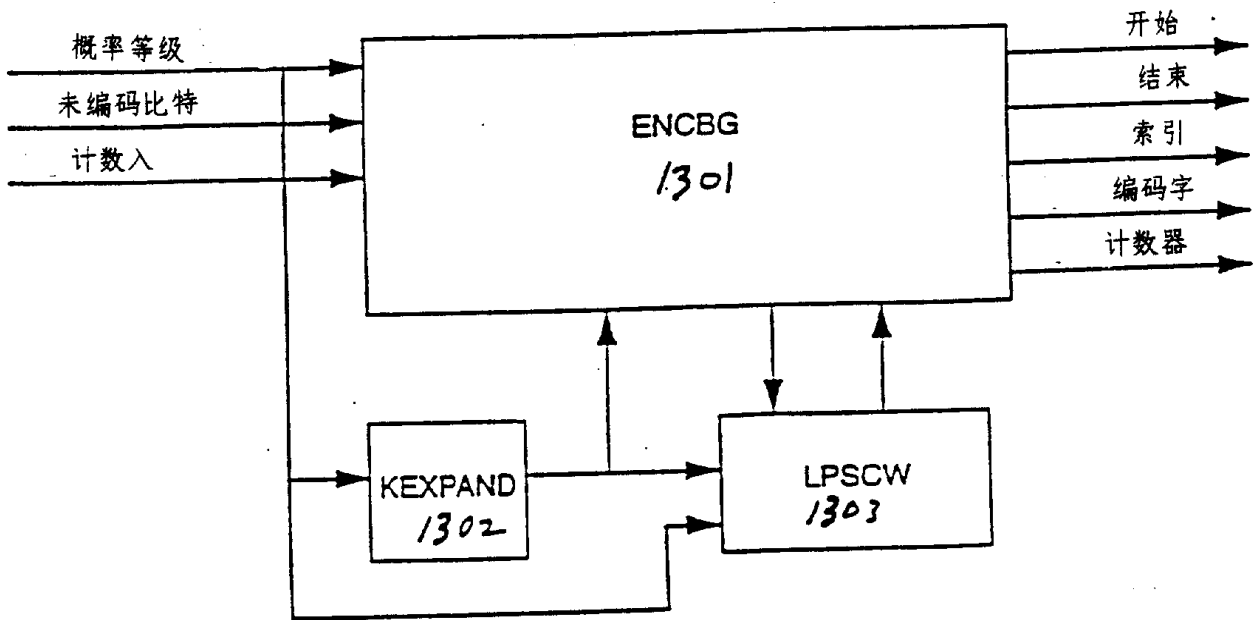 概率等级
未编码比特
计数入
ENCBG
1301
开始
结束
索引
编码字
计数器
KEXPAND
1302
LPSCW
1303